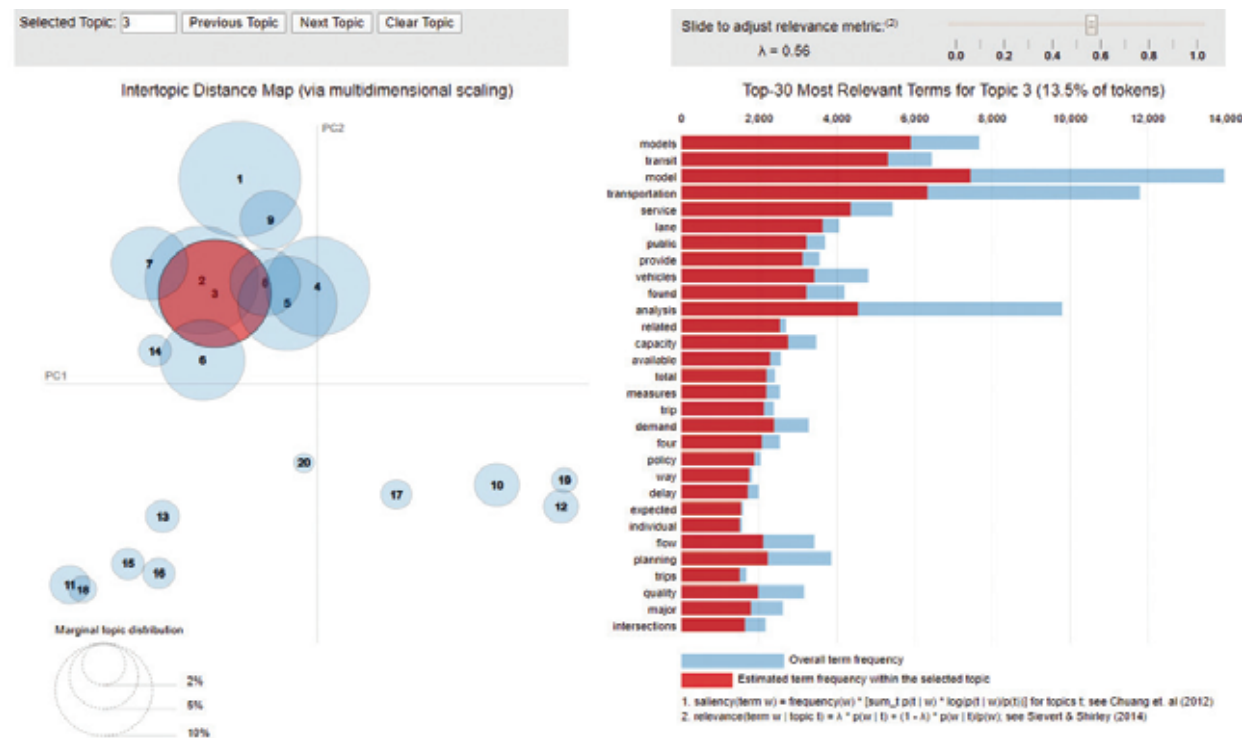 Selected Topic: 3 Previous Topic Next Topic Clear Topic
Slide to adjust relevance metric:(2)
λ = 0.56
0.0 0.2 0.4 0.6 0.8 1.0
Intertopic Distance Map (via multidimensional scaling)
PC2
1
9
7
2
3
8
5
4
14
6
PC1
20
17
10
19
12
13
15
16
11
18
Marginal topic distribution
2%
5%
10%
Top-30 Most Relevant Terms for Topic 3 (13.5% of tokens)
0 2,000 4,000 6,000 8,000 10,000 12,000 14,000
models
transit
model
transportation
service
lane
public
provide
vehicles
found
analysis
related
capacity
available
total
measures
trip
demand
four
policy
way
delay
expected
individual
flow
planning
trips
quality
major
intersections
Overall term frequency
Estimated term frequency within the selected topic
1. saliency(term w) = frequency(w) * [sum_t p(t | w) * log(p(t | w)/p(t))] for topics t; see Chuang et. al (2012)
2. relevance(term w | topic t) = λ * p(w | t) + (1 - λ) * p(w | t)/p(w); see Sievert & Shirley (2014)